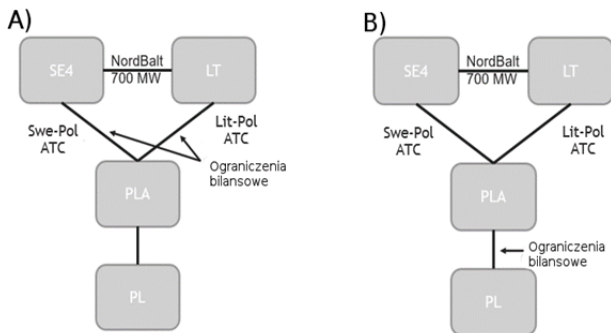 A)
SE4
NordBalt
700 MW
LT
Swe-Pol
ATC
Lit-Pol
ATC
Ograniczenia
bilansowe
PLA
PL
B)
SE4
NordBalt
700 MW
LT
Swe-Pol
ATC
Lit-Pol
ATC
PLA
Ograniczenia
bilansowe
PL